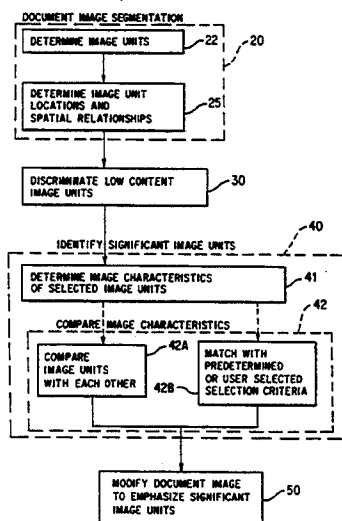 DOCUMENT IMAGE SEGMENTATION
DETERMINE IMAGE UNITS
22
20
DETERMINE IMAGE UNIT
LOCATIONS AND
SPATIAL RELATIONSHIPS
25
DISCRIMINATE LOW CONTENT
IMAGE UNITS
30
40
IDENTIFY SIGNIFICANT IMAGE UNITS
DETERMINE IMAGE CHARACTERISTICS
OF SELECTED IMAGE UNITS
41
COMPARE IMAGE CHARACTERISTICS
42
42A
COMPARE
IMAGE UNITS
WITH EACH OTHER
MATCH WITH
PREDETERMINED
OR USER SELECTED
SELECTION CRITERIA
42B
MODIFY DOCUMENT IMAGE
TO EMPHASIZE SIGNIFICANT
IMAGE UNITS
50